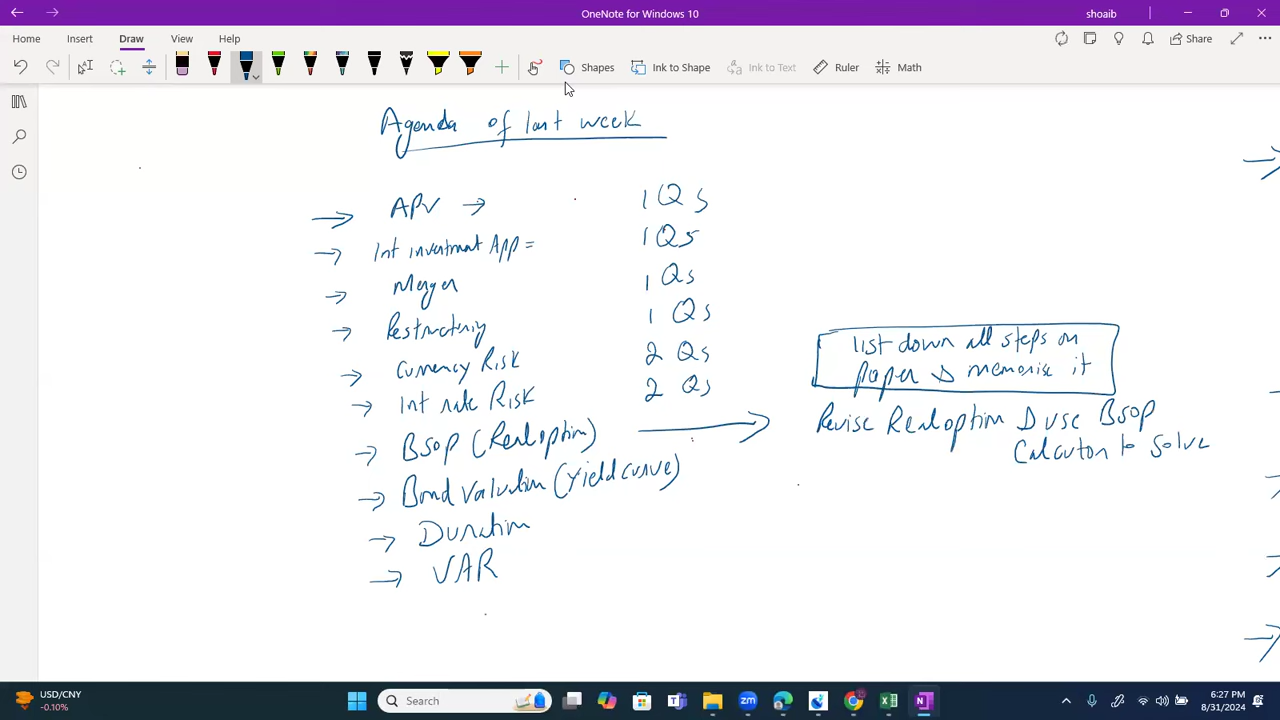 OneNote for Windows 10
shoaib
Home Insert Draw View Help
Share
Shapes Ink to Shape Ink to Text Ruler Math
Agenda of last week
APV → 1 Qs
Int investment App = 1 Qs
Merger 1 Qs
Restructuring 1 Qs
Currency Risk 2 Qs
Int rate Risk 2 Qs
BSOP (Real option)
Bond Valuation (Yield curve)
Duration
VAR
list down all steps on
paper & memorise it
Revise Real option & use BSOP
Calculator to solve
USD/CNY
-0.10%
Search
zm
6:27 PM
8/31/2024